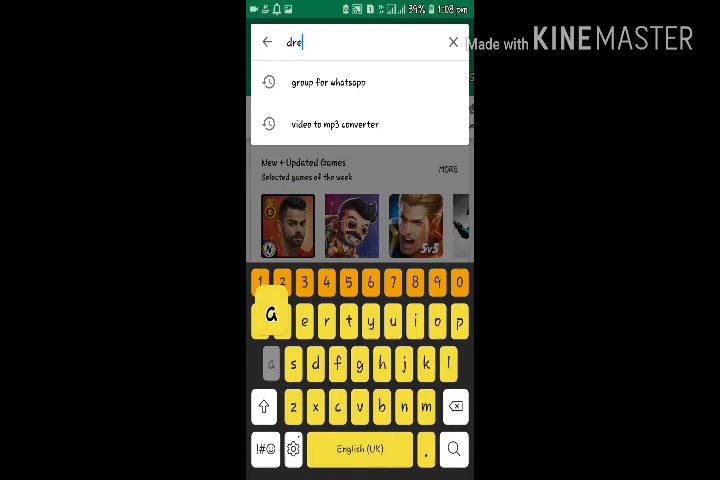 39% 1:08 pm
dre
Made with KINEMASTER
group for whatsapp
video to mp3 converter
New + Updated Games
Selected games of the week
MORE
5v5
1 2 3 4 5 6 7 8 9 0
a
e r t y u i o p
a s d f g h j k l
z x c v b n m
!#☺ English (UK) .